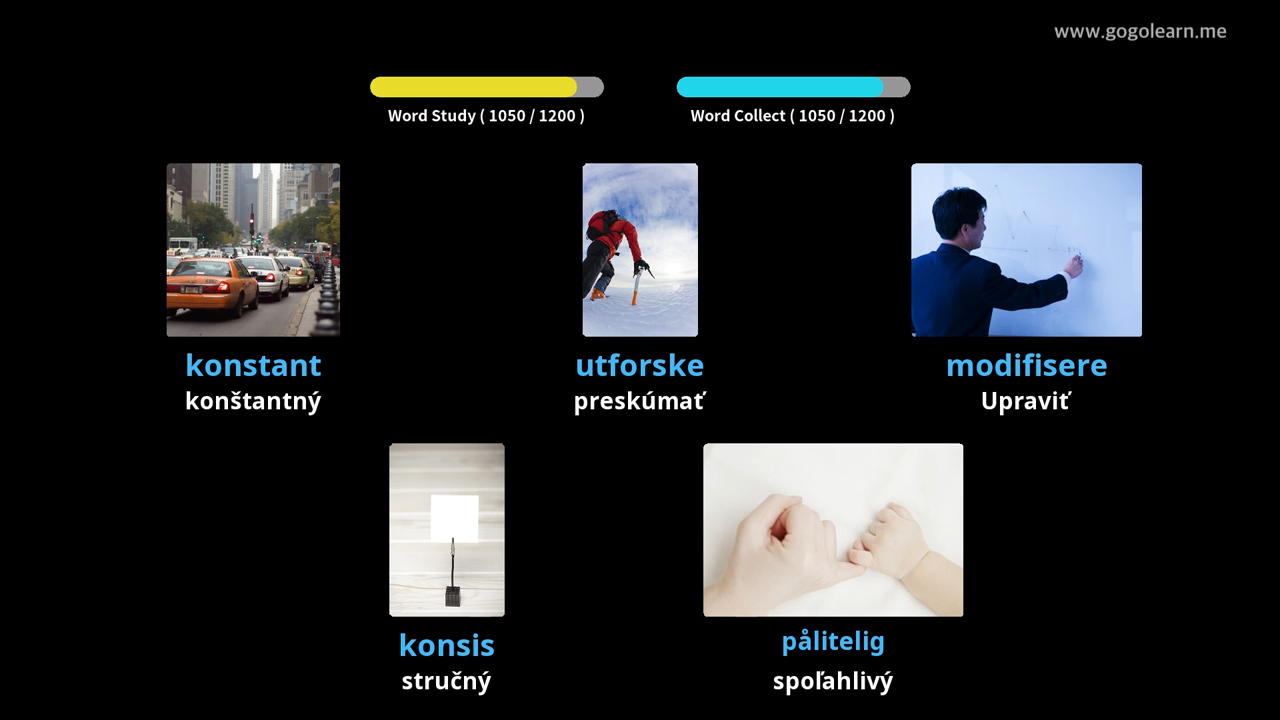 www.gogolearn.me
Word Study ( 1050 / 1200 )
Word Collect ( 1050 / 1200 )
konstant
konštantný
utforske
preskúmať
modifisere
Upraviť
konsis
stručný
pålitelig
spoľahlivý